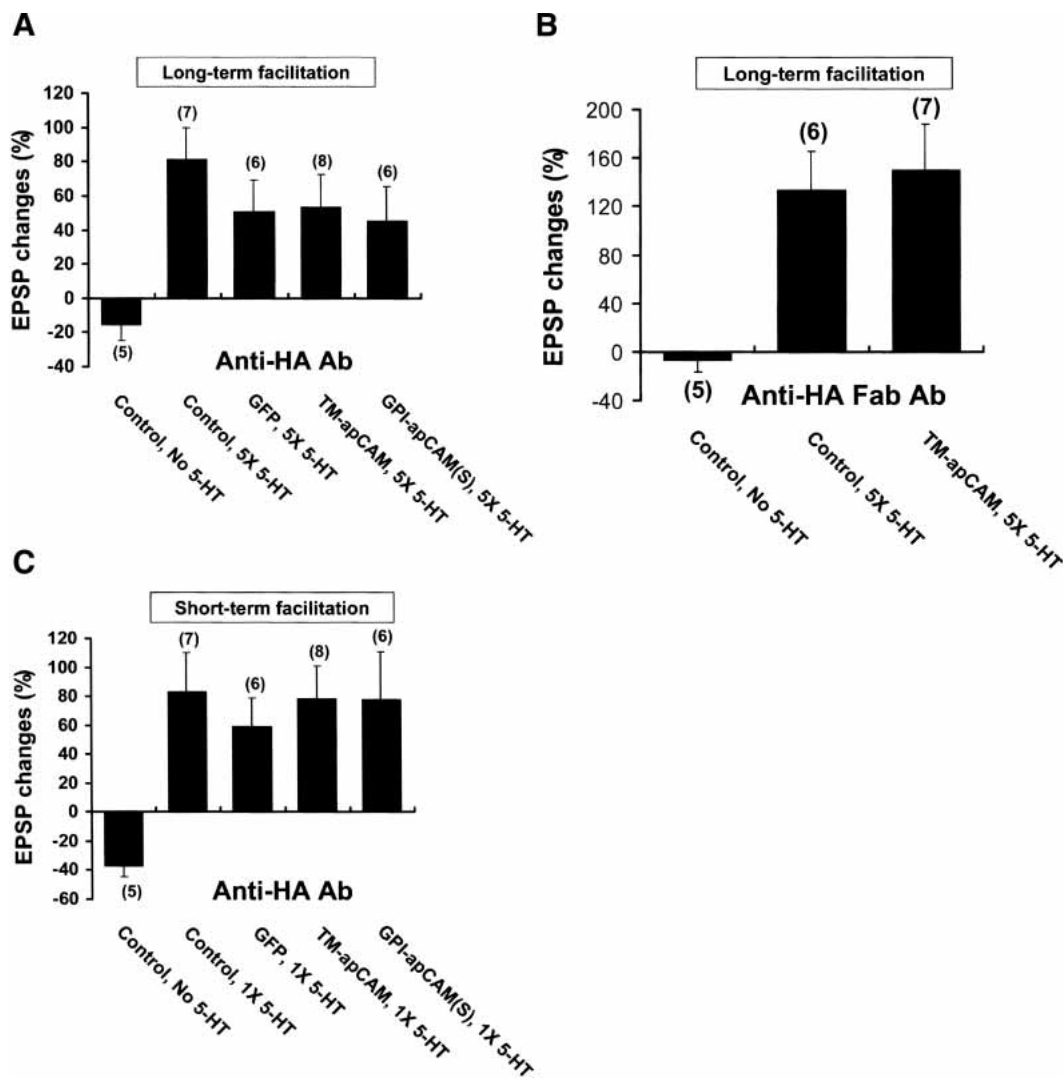 A
Long-term facilitation
EPSP changes (%)
120
100
80
60
40
20
0
-20
-40
(5)
(7)
(6)
(8)
(6)
Anti-HA Ab
Control, No 5-HT
Control, 5X 5-HT
GFP, 5X 5-HT
TM-apCAM, 5X 5-HT
GPI-apCAM(S), 5X 5-HT
B
Long-term facilitation
EPSP changes (%)
200
160
120
80
40
0
-40
(5)
(6)
(7)
Anti-HA Fab Ab
Control, No 5-HT
Control, 5X 5-HT
TM-apCAM, 5X 5-HT
C
Short-term facilitation
EPSP changes (%)
120
100
80
60
40
20
0
-20
-40
-60
(5)
(7)
(6)
(8)
(6)
Anti-HA Ab
Control, No 5-HT
Control, 1X 5-HT
GFP, 1X 5-HT
TM-apCAM, 1X 5-HT
GPI-apCAM(S), 1X 5-HT